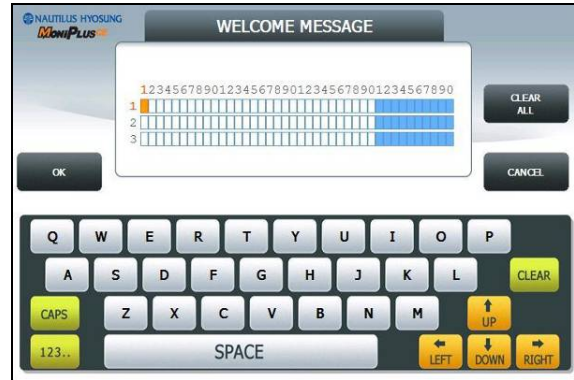 NAUTILUS HYOSUNG
MONIPLUS CE
WELCOME MESSAGE
1234567890123456789012345678901234567890
1
2
3
CLEAR ALL
OK
CANCEL
Q W E R T Y U I O P
A S D F G H J K L CLEAR
CAPS Z X C V B N M UP
123.. SPACE LEFT DOWN RIGHT